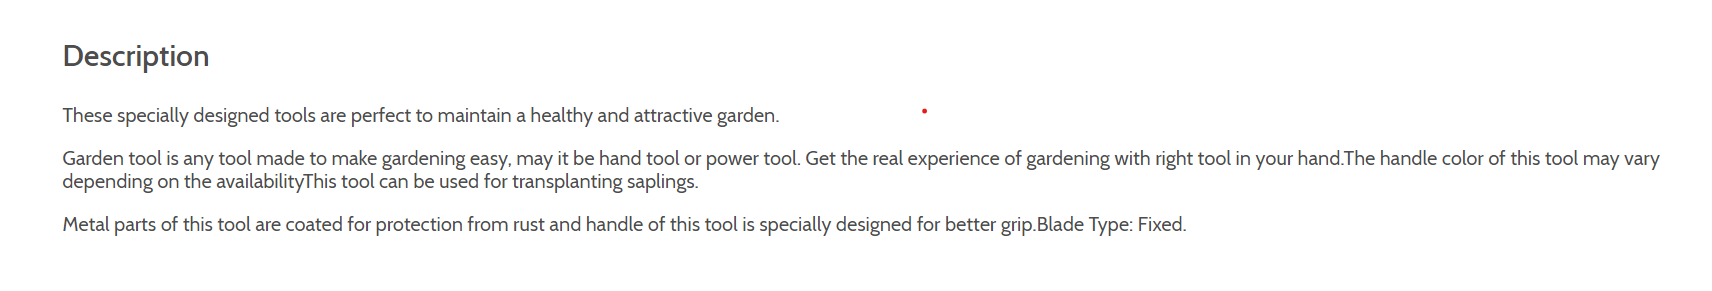 Description
These specially designed tools are perfect to maintain a healthy and attractive garden.
Garden tool is any tool made to make gardening easy, may it be hand tool or power tool. Get the real experience of gardening with right tool in your hand.The handle color of this tool may vary
depending on the availabilityThis tool can be used for transplanting saplings.
Metal parts of this tool are coated for protection from rust and handle of this tool is specially designed for better grip.Blade Type: Fixed.